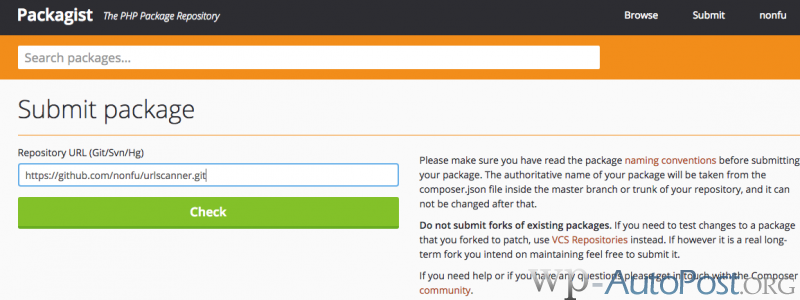 Packagist The PHP Package Repository Browse Submit nonfu
Search packages...
Submit package
Repository URL (Git/Svn/Hg)
https://github.com/nonfu/urlscanner.git
Check
Please make sure you have read the package naming conventions before submitting
your package. The authoritative name of your package will be taken from the
composer.json file inside the master branch or trunk of your repository, and it can
not be changed after that.
Do not submit forks of existing packages. If you need to test changes to a package
that you forked to patch, use VCS Repositories instead. If however it is a real long-
term fork you intend on maintaining feel free to submit it.
If you need help or if you have any questions please get in touch with the Composer
community.
wp-AutoPost.ORG